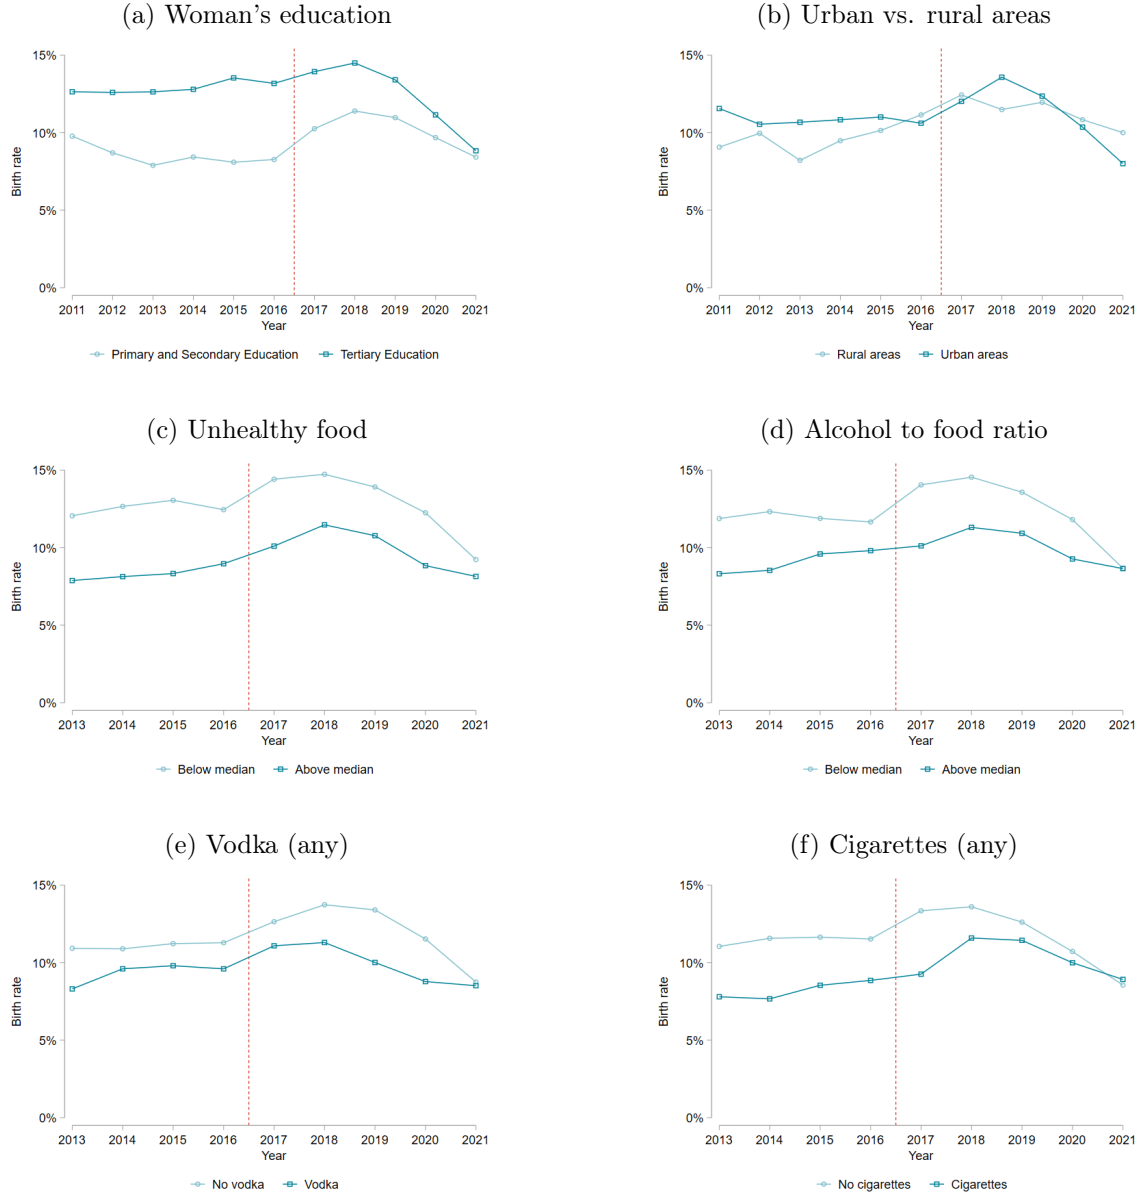 (a) Woman's education
15%
10%
5%
0%
Birth rate
2011 2012 2013 2014 2015 2016 2017 2018 2019 2020 2021
Year
Primary and Secondary Education Tertiary Education
(b) Urban vs. rural areas
15%
10%
5%
0%
Birth rate
2011 2012 2013 2014 2015 2016 2017 2018 2019 2020 2021
Year
Rural areas Urban areas
(c) Unhealthy food
15%
10%
5%
0%
Birth rate
2013 2014 2015 2016 2017 2018 2019 2020 2021
Year
Below median Above median
(d) Alcohol to food ratio
15%
10%
5%
0%
Birth rate
2013 2014 2015 2016 2017 2018 2019 2020 2021
Year
Below median Above median
(e) Vodka (any)
15%
10%
5%
0%
Birth rate
2013 2014 2015 2016 2017 2018 2019 2020 2021
Year
No vodka Vodka
(f) Cigarettes (any)
15%
10%
5%
0%
Birth rate
2013 2014 2015 2016 2017 2018 2019 2020 2021
Year
No cigarettes Cigarettes